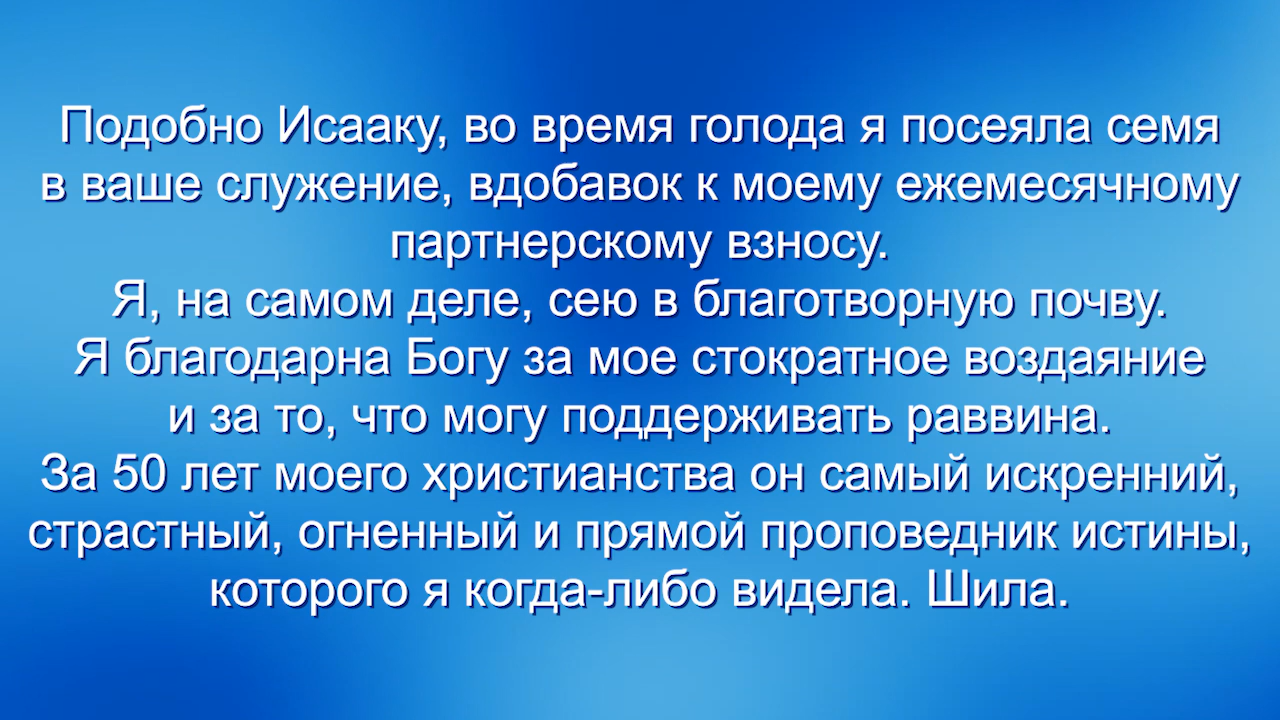 Подобно Исааку, во время голода я посеяла семя
в ваше служение, вдобавок к моему ежемесячному
партнерскому взносу.
Я, на самом деле, сею в благотворную почву.
Я благодарна Богу за мое стократное воздаяние
и за то, что могу поддерживать раввина.
За 50 лет моего христианства он самый искренний,
страстный, огненный и прямой проповедник истины,
которого я когда-либо видела. Шила.